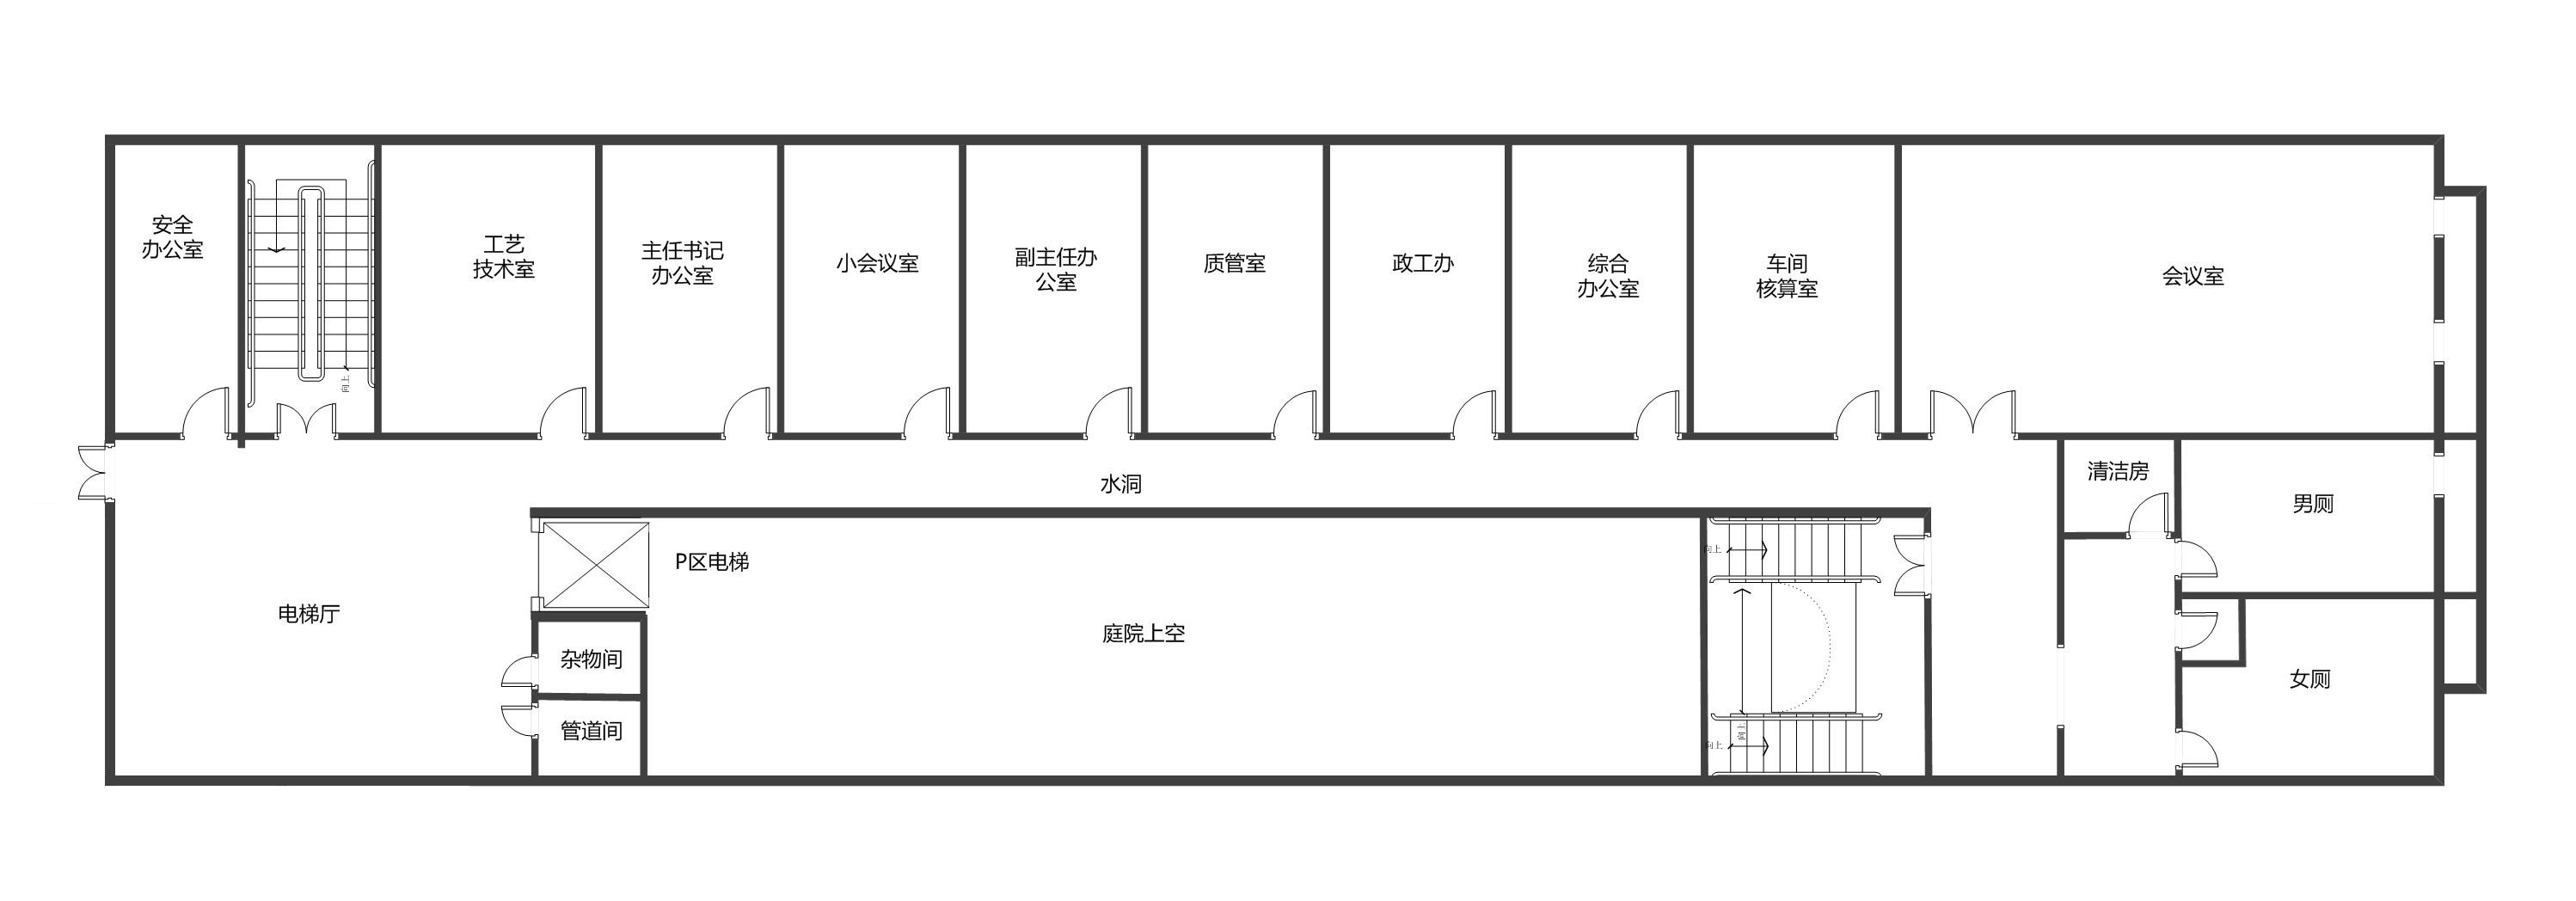 安全
办公室
工艺
技术室
主任书记
办公室
小会议室
副主任办
公室
质管室
政工办
综合
办公室
车间
核算室
会议室
向上
水洞
清洁房
男厕
P区电梯
向上
电梯厅
庭院上空
杂物间
女厕
管道间
向上
向上